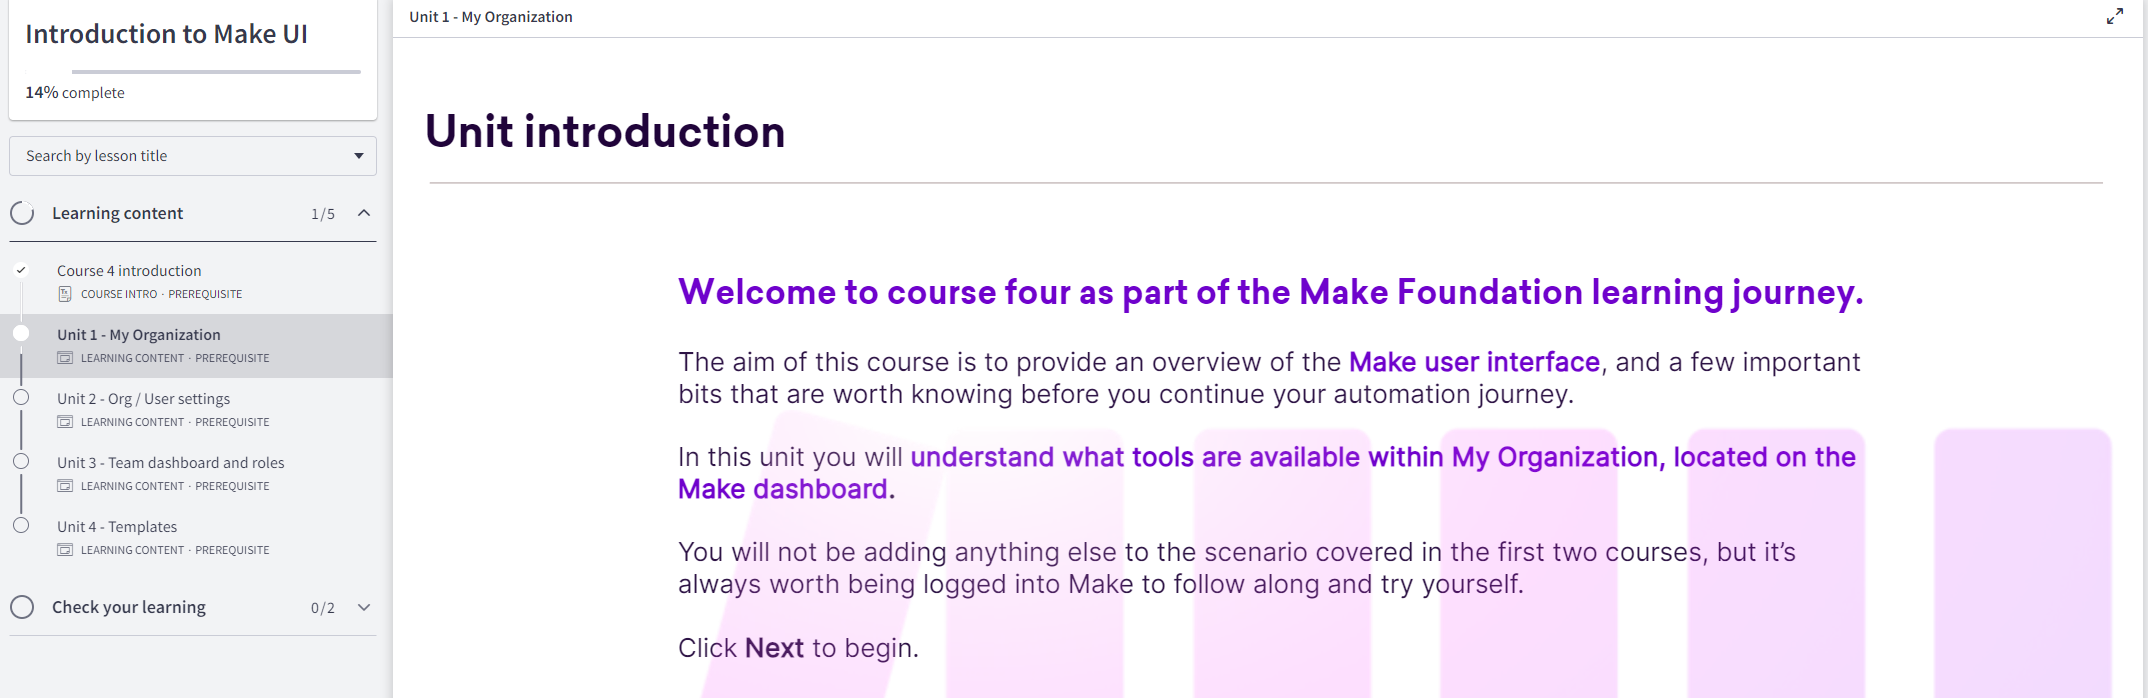 Introduction to Make UI
14% complete
Search by lesson title
Learning content 1/5
Course 4 introduction
COURSE INTRO · PREREQUISITE
Unit 1 - My Organization
LEARNING CONTENT · PREREQUISITE
Unit 2 - Org / User settings
LEARNING CONTENT · PREREQUISITE
Unit 3 - Team dashboard and roles
LEARNING CONTENT · PREREQUISITE
Unit 4 - Templates
LEARNING CONTENT · PREREQUISITE
Check your learning 0/2
Unit 1 - My Organization
Unit introduction
Welcome to course four as part of the Make Foundation learning journey.
The aim of this course is to provide an overview of the Make user interface, and a few important
bits that are worth knowing before you continue your automation journey.
In this unit you will understand what tools are available within My Organization, located on the
Make dashboard.
You will not be adding anything else to the scenario covered in the first two courses, but it’s
always worth being logged into Make to follow along and try yourself.
Click Next to begin.